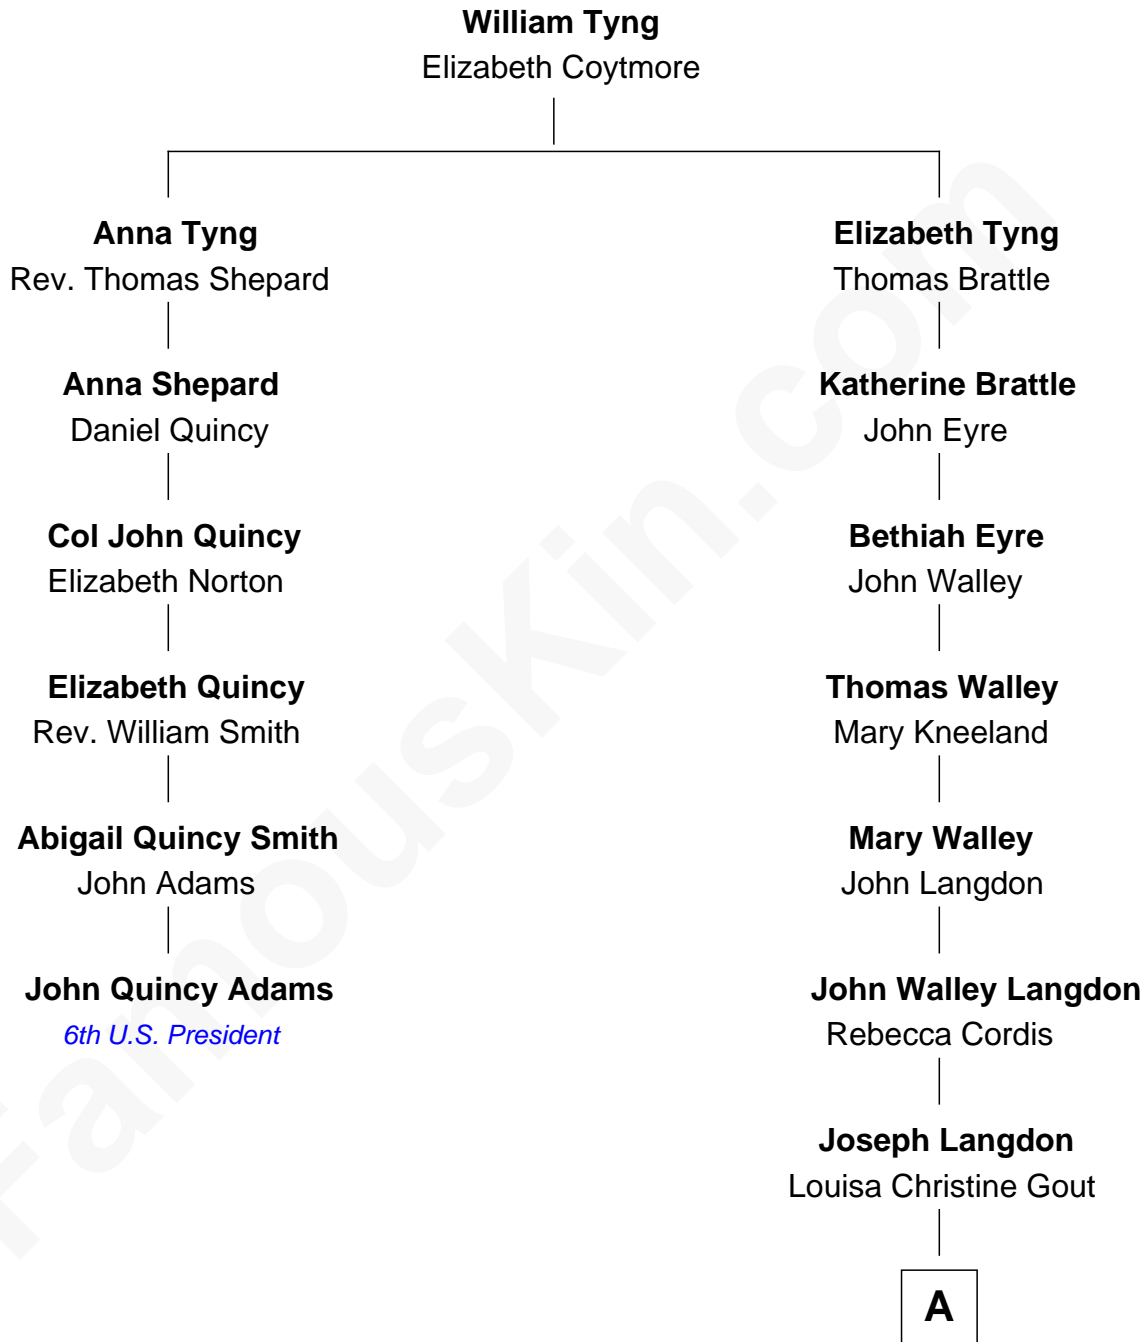 William Tyng
Elizabeth Coytmore
Anna Tyng
Rev. Thomas Shepard
Elizabeth Tyng
Thomas Brattle
Anna Shepard
Daniel Quincy
Katherine Brattle
John Eyre
Col John Quincy
Elizabeth Norton
Bethiah Eyre
John Walley
Elizabeth Quincy
Rev. William Smith
Thomas Walley
Mary Kneeland
Abigail Quincy Smith
John Adams
Mary Walley
John Langdon
John Quincy Adams
6th U.S. President
John Walley Langdon
Rebecca Cordis
Joseph Langdon
Louisa Christine Gout
A
FamousKin.com